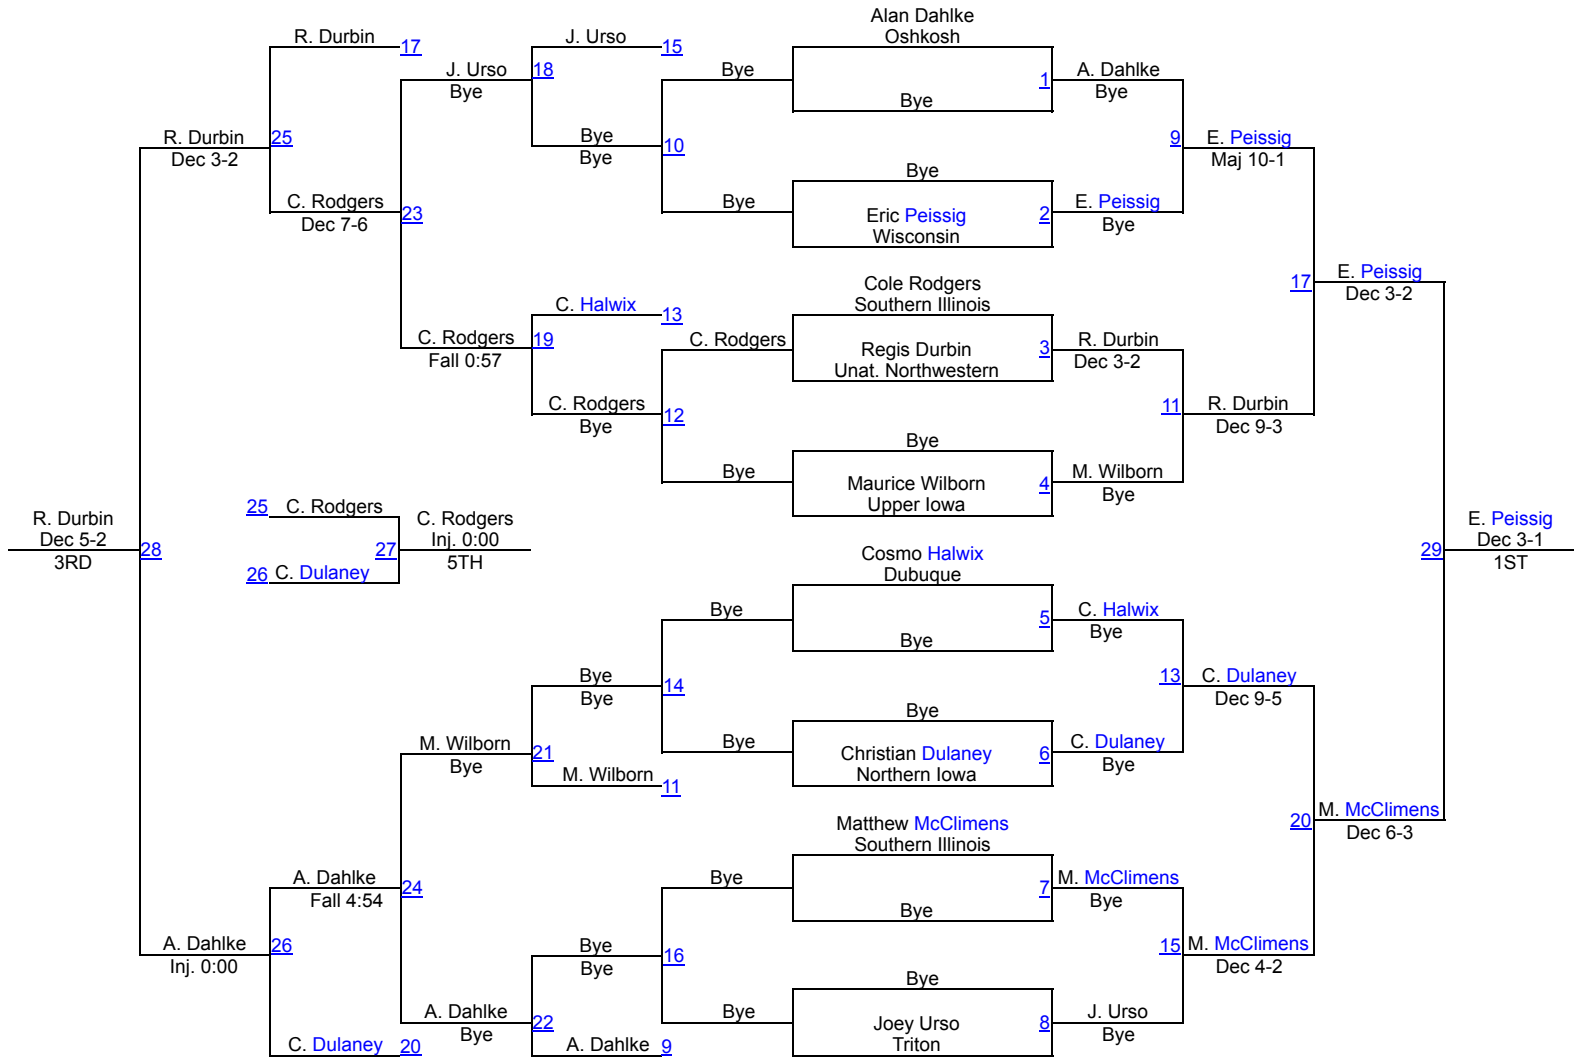 Alan Dahlke
Oshkosh
R. Durbin
17
J. Urso
15
J. Urso
18
Bye
Bye
1
A. Dahlke
Bye
Bye
R. Durbin
25
Dec 3-2
Bye
10
Bye
9
E. Peissig
Maj 10-1
Bye
C. Rodgers
23
Dec 7-6
Bye
Eric Peissig
2
Wisconsin
E. Peissig
Bye
Cole Rodgers
Southern Illinois
17
E. Peissig
Dec 3-2
C. Halwix
13
C. Rodgers
19
Fall 0:57
C. Rodgers
Regis Durbin
3
Unat. Northwestern
R. Durbin
Dec 3-2
C. Rodgers
12
Bye
11
R. Durbin
Dec 9-3
Bye
Bye
Maurice Wilborn
4
Upper Iowa
M. Wilborn
Bye
R. Durbin
Dec 5-2
28
3RD
25
C. Rodgers
27
26
C. Dulaney
C. Rodgers
Inj. 0:00
5TH
29
E. Peissig
Dec 3-1
1ST
Cosmo Halwix
Dubuque
Bye
5
Bye
C. Halwix
Bye
Bye
14
Bye
13
C. Dulaney
Dec 9-5
Bye
M. Wilborn
21
Bye
M. Wilborn
11
Bye
Christian Dulaney
6
Northern Iowa
C. Dulaney
Bye
Matthew McClimens
Southern Illinois
20
M. McClimens
Dec 6-3
A. Dahlke
24
Fall 4:54
Bye
7
Bye
M. McClimens
Bye
A. Dahlke
26
Inj. 0:00
Bye
16
Bye
15
M. McClimens
Dec 4-2
Bye
A. Dahlke
22
Bye
Bye
Joey Urso
8
Triton
J. Urso
Bye
C. Dulaney
20
A. Dahlke
9